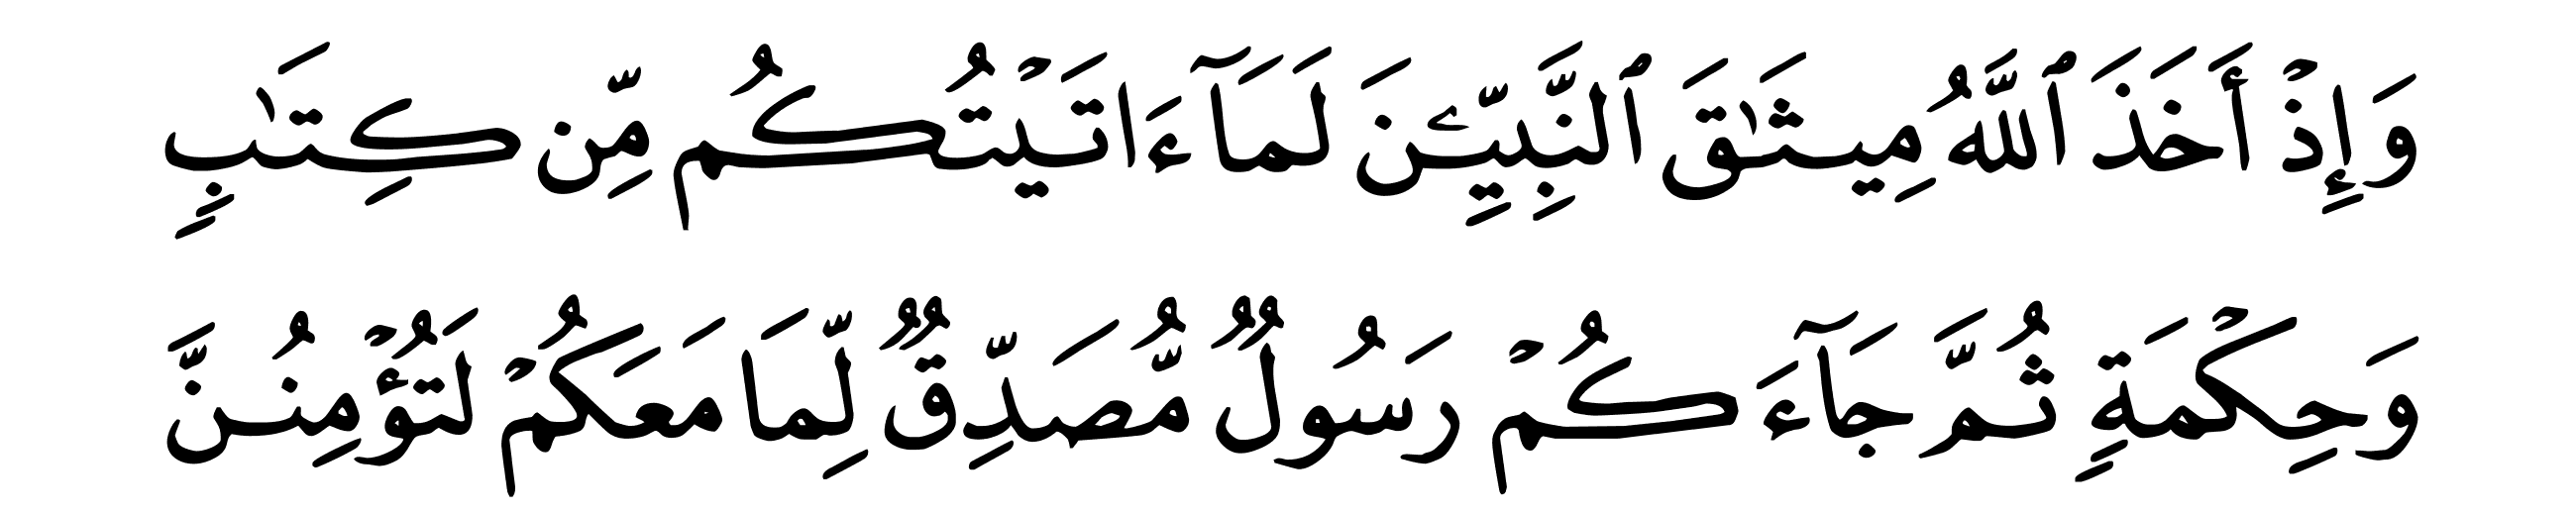 وَإِذۡ أَخَذَ ٱللَّهُ مِيثَٰقَ ٱلنَّبِيِّـۧنَ لَمَآ ءَاتَيۡتُكُم مِّن كِتَٰبٖ
وَحِكۡمَةٖ ثُمَّ جَآءَكُمۡ رَسُولٞ مُّصَدِّقٞ لِّمَا مَعَكُمۡ لَتُؤۡمِنُنَّ